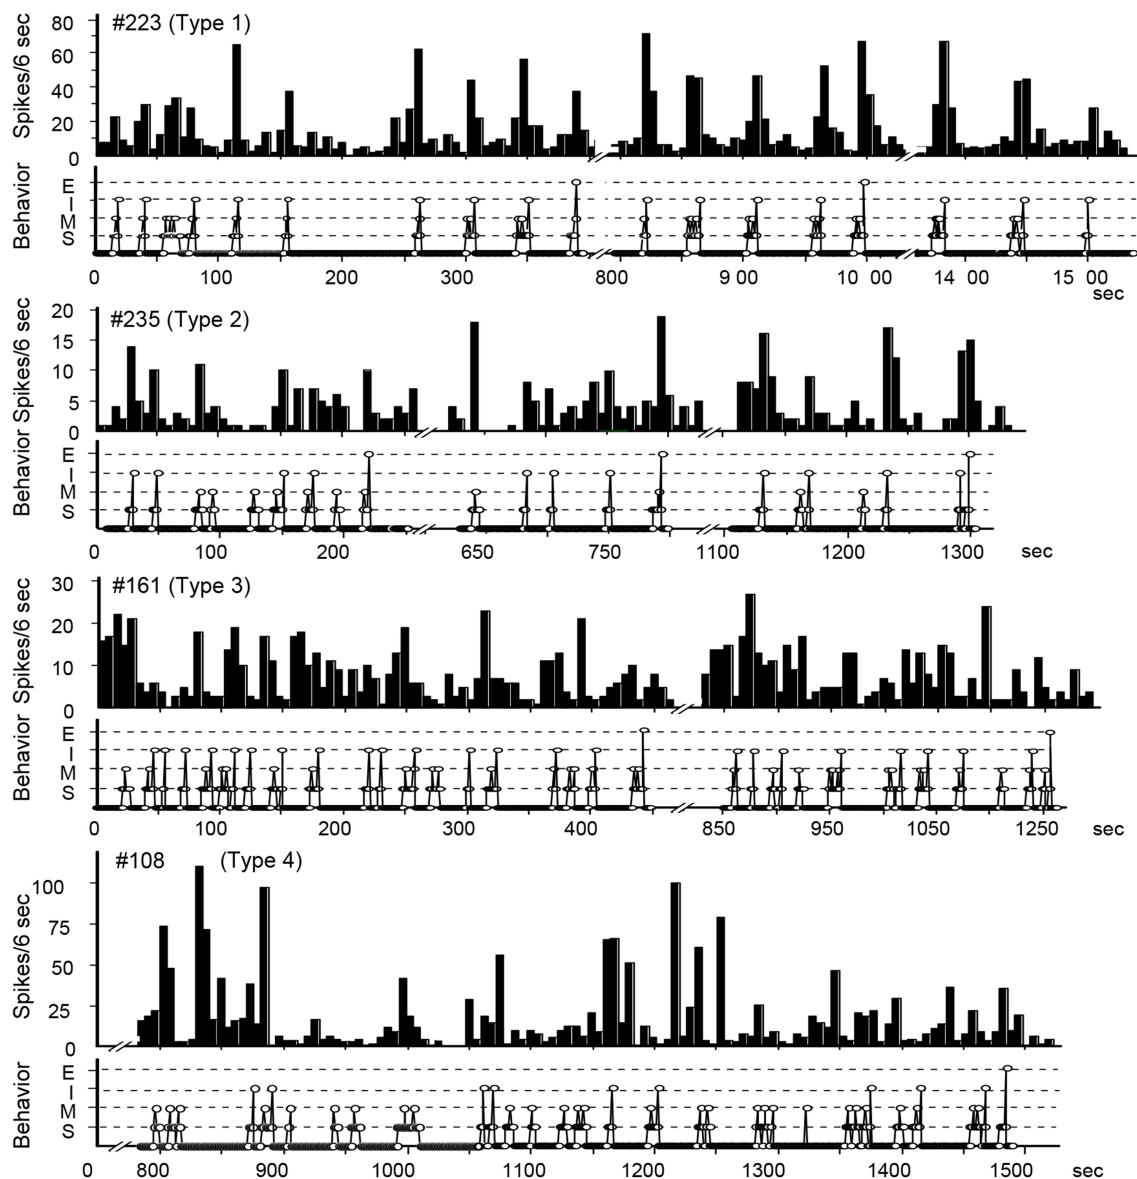 #223 (Type 1)
Spikes/6 sec
80
60
40
20
0
Behavior
E
I
M
S
0 100 200 300 800 9 00 10 00 14 00 15 00
sec
#235 (Type 2)
Behavior Spikes/6 sec
20
15
10
5
0
E
I
M
S
0 100 200 650 750 1100 1200 1300 sec
#161 (Type 3)
Behavior Spikes/6 sec
30
20
10
0
E
I
M
S
0 100 200 300 400 850 950 1050 1250 sec
#108 (Type 4)
Spikes/6 sec
100
75
50
25
0
Behavior
E
I
M
S
0 800 900 1000 1100 1200 1300 1400 1500 sec